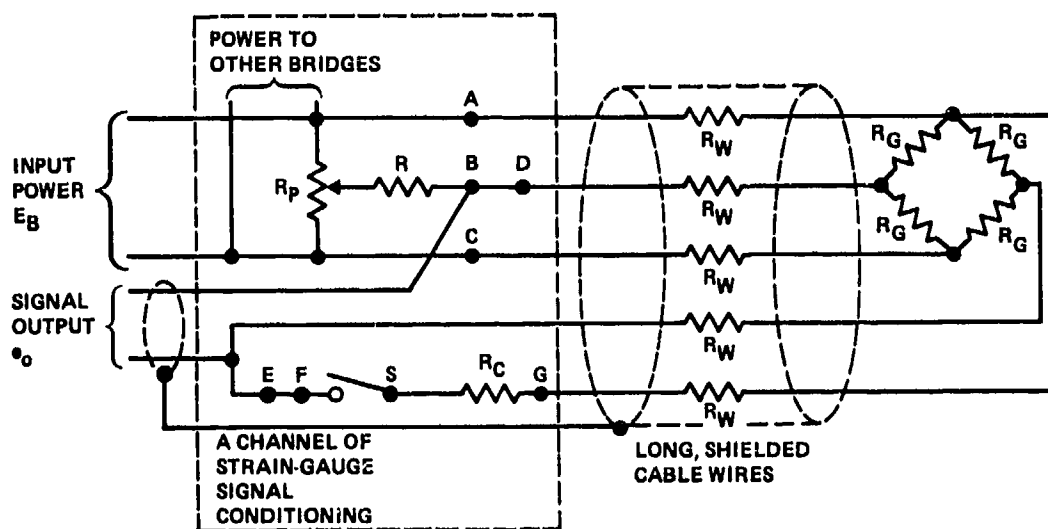 POWER TO
OTHER BRIDGES
A
INPUT
POWER
E_B
R_P
R
B
D
C
R_W
R_W
R_W
R_W
R_W
R_G
R_G
R_G
R_G
SIGNAL
OUTPUT
e_o
E
F
S
R_C
G
A CHANNEL OF
STRAIN-GAUGE
SIGNAL
CONDITIONING
LONG, SHIELDED
CABLE WIRES